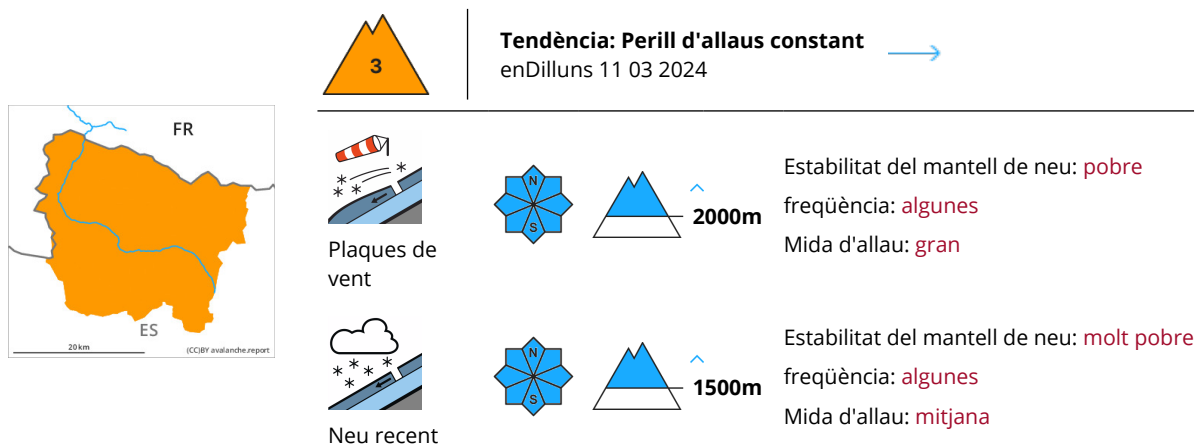 3
Tendència: Perill d'allaus constant
enDilluns 11 03 2024
FR
ES
20 km
(CC)BY avalanche.report
Plaques de
vent
N
S
2000m
Estabilitat del mantell de neu: pobre
freqüència: algunes
Mida d'allau: gran
Neu recent
N
S
1500m
Estabilitat del mantell de neu: molt pobre
freqüència: algunes
Mida d'allau: mitjana